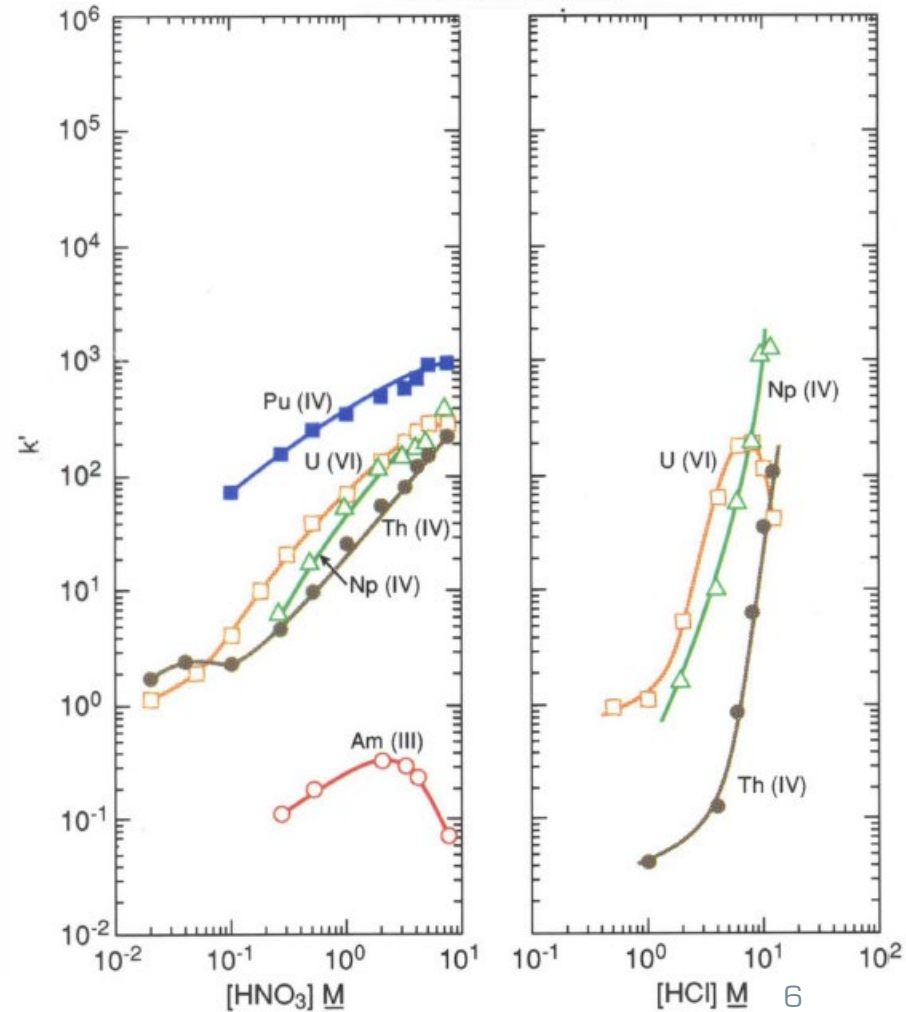 10⁶
10⁵
10⁴
10³
10²
10¹
10⁰
10⁻¹
10⁻²
k'
Pu (IV)
U (VI)
Th (IV)
Np (IV)
Am (III)
10⁻² 10⁻¹ 10⁰ 10¹
[HNO₃] M
Np (IV)
U (VI)
Th (IV)
10⁻¹ 10⁰ 10¹ 10²
[HCl] M
6